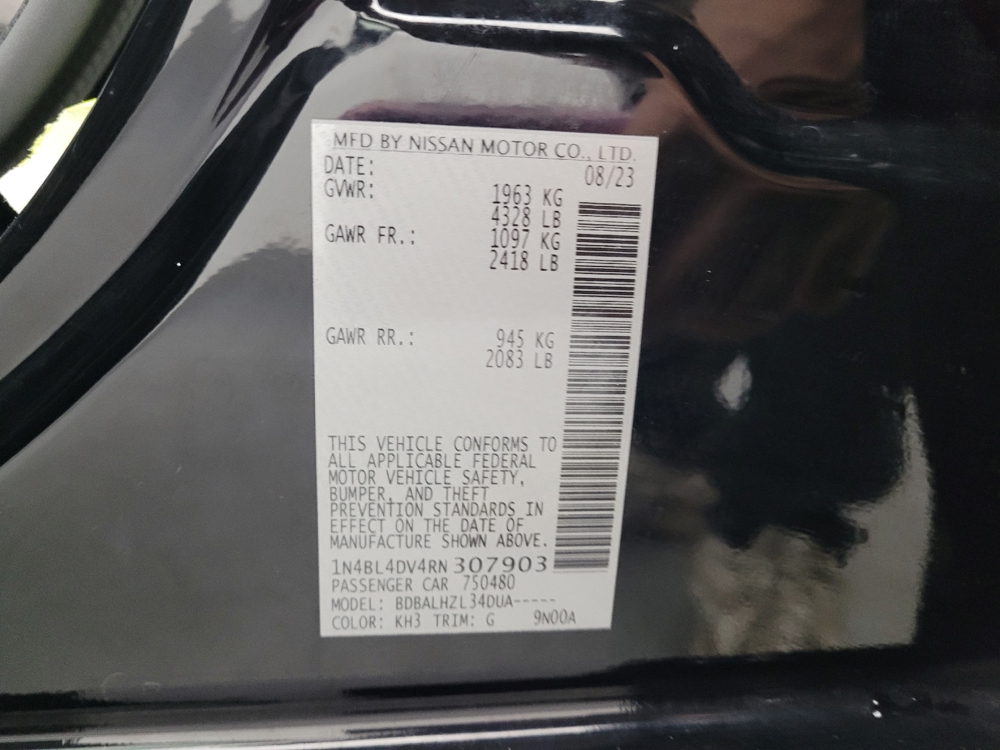 MFD BY NISSAN MOTOR CO., LTD.
DATE: 08/23
GVWR: 1963 KG
4328 LB
GAWR FR.: 1097 KG
2418 LB
GAWR RR.: 945 KG
2083 LB
THIS VEHICLE CONFORMS TO
ALL APPLICABLE FEDERAL
MOTOR VEHICLE SAFETY,
BUMPER, AND THEFT
PREVENTION STANDARDS IN
EFFECT ON THE DATE OF
MANUFACTURE SHOWN ABOVE.
1N4BL4DV4RN307903
PASSENGER CAR 750480
MODEL: BDBALHZL34DUA-----
COLOR: KH3 TRIM: G 9N00A